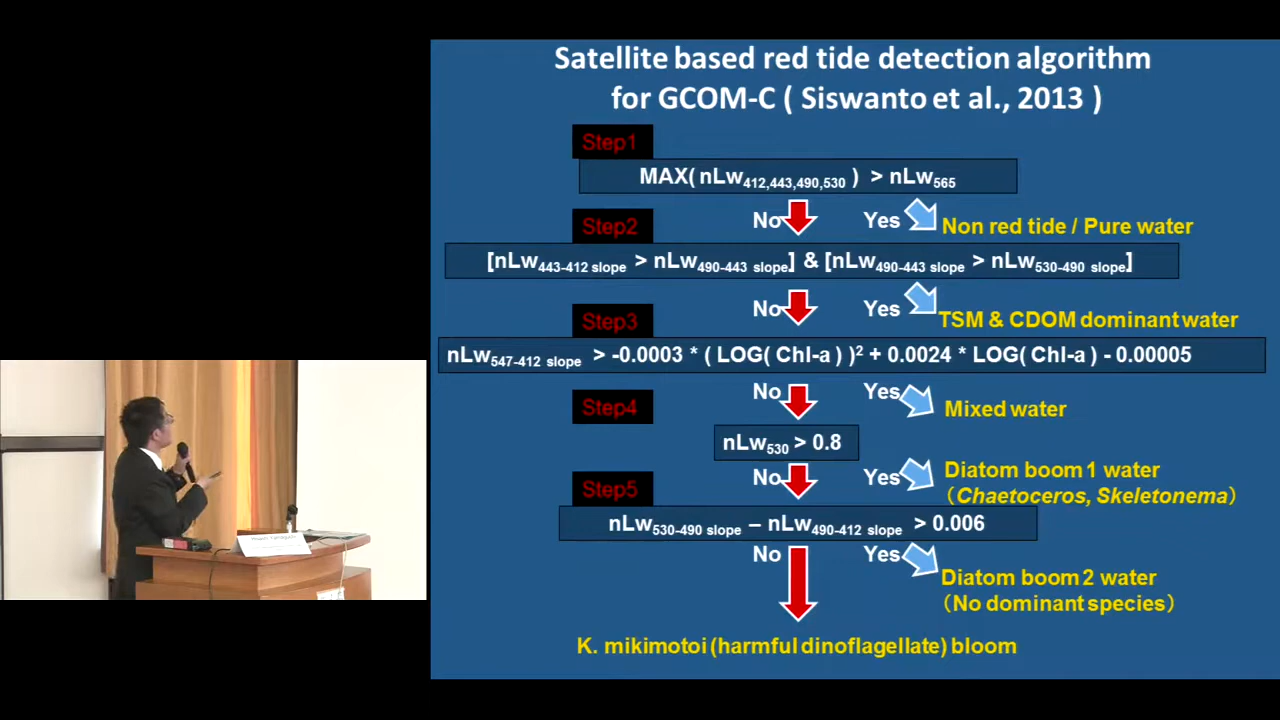 Satellite based red tide detection algorithm
for GCOM-C ( Siswanto et al., 2013 )
Step1
MAX( nLw412,443,490,530 ) > nLw565
No Yes
Non red tide / Pure water
Step2
[nLw443-412 slope > nLw490-443 slope] & [nLw490-443 slope > nLw530-490 slope]
No Yes
TSM & CDOM dominant water
Step3
nLw547-412 slope > -0.0003 * ( LOG( Chl-a ) )² + 0.0024 * LOG( Chl-a ) - 0.00005
No Yes
Mixed water
Step4
nLw530 > 0.8
No Yes
Diatom boom 1 water
(Chaetoceros, Skeletonema)
Step5
nLw530-490 slope – nLw490-412 slope > 0.006
No Yes
Diatom boom 2 water
(No dominant species)
K. mikimotoi (harmful dinoflagellate) bloom